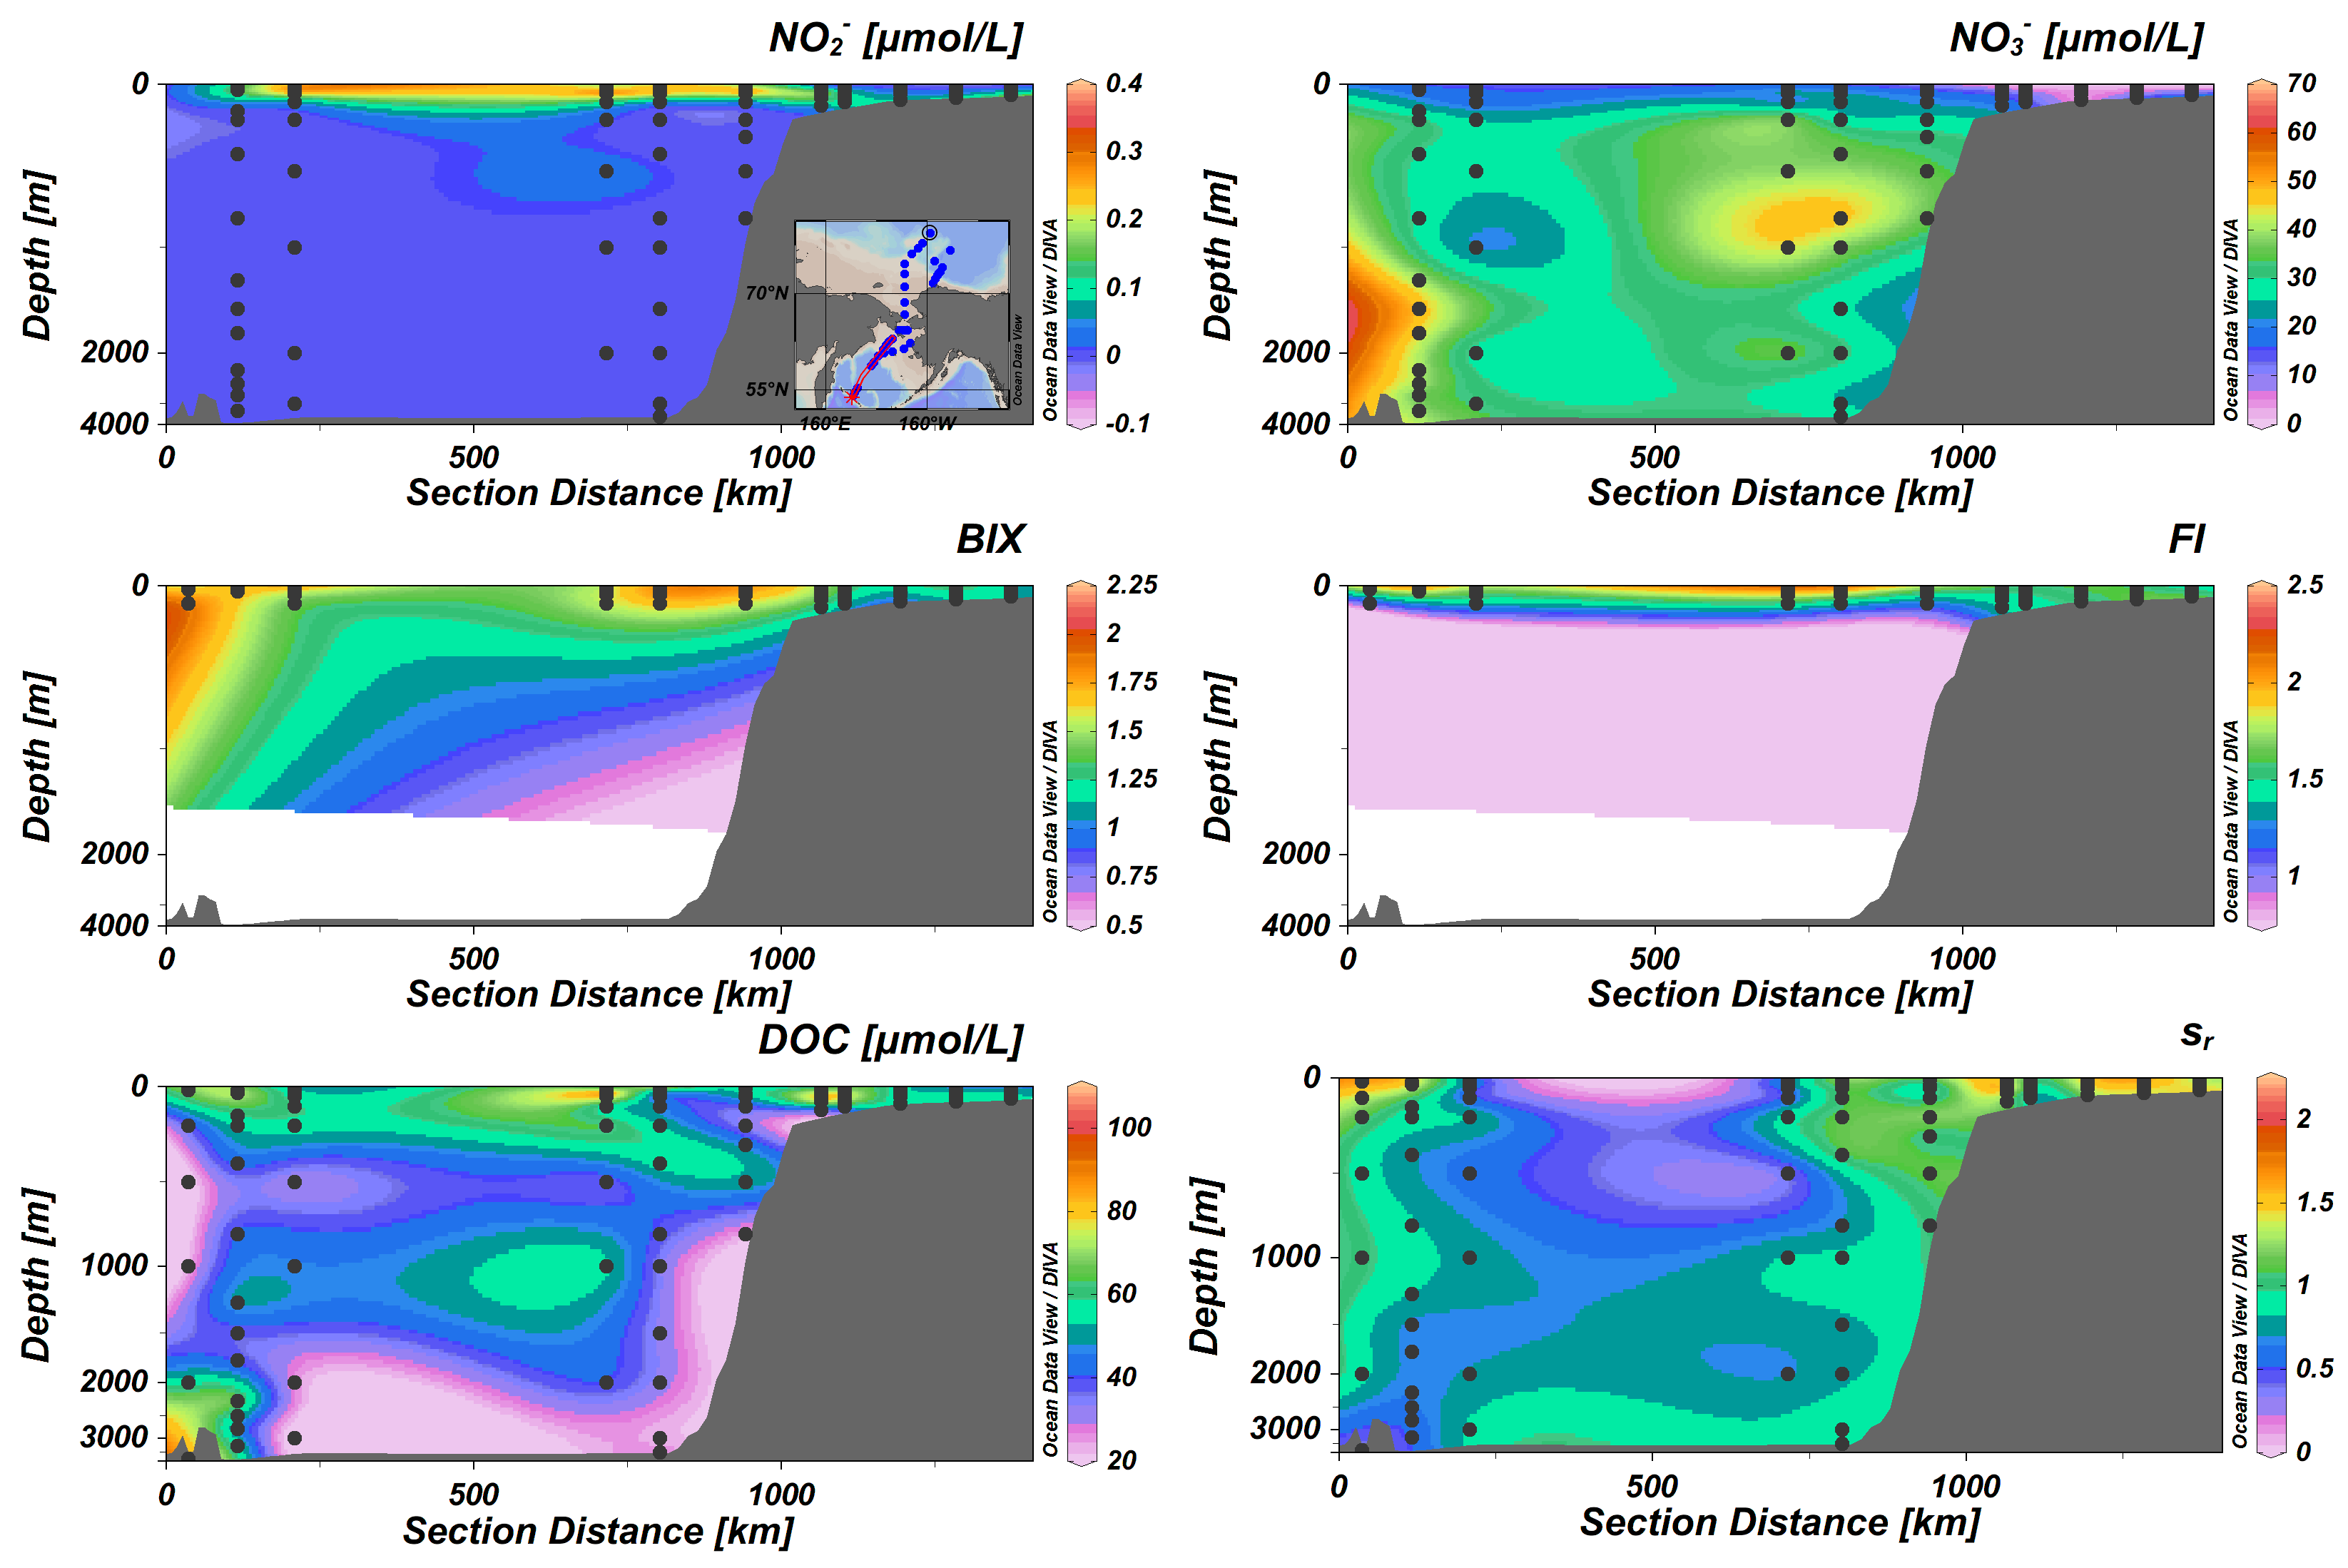 NO2- [µmol/L]
0
2000
4000
Depth [m]
0
500
1000
Section Distance [km]
0.4
0.3
0.2
0.1
0
-0.1
Ocean Data View / DIVA
70°N
55°N
160°E
160°W
Ocean Data View
NO3- [µmol/L]
0
2000
4000
Depth [m]
0
500
1000
Section Distance [km]
70
60
50
40
30
20
10
0
Ocean Data View / DIVA
BIX
0
2000
4000
Depth [m]
0
500
1000
Section Distance [km]
2.25
2
1.75
1.5
1.25
1
0.75
0.5
Ocean Data View / DIVA
FI
0
2000
4000
Depth [m]
0
500
1000
Section Distance [km]
2.5
2
1.5
1
Ocean Data View / DIVA
DOC [µmol/L]
0
1000
2000
3000
Depth [m]
0
500
1000
Section Distance [km]
100
80
60
40
20
Ocean Data View / DIVA
sr
0
1000
2000
3000
Depth [m]
0
500
1000
Section Distance [km]
2
1.5
1
0.5
0
Ocean Data View / DIVA